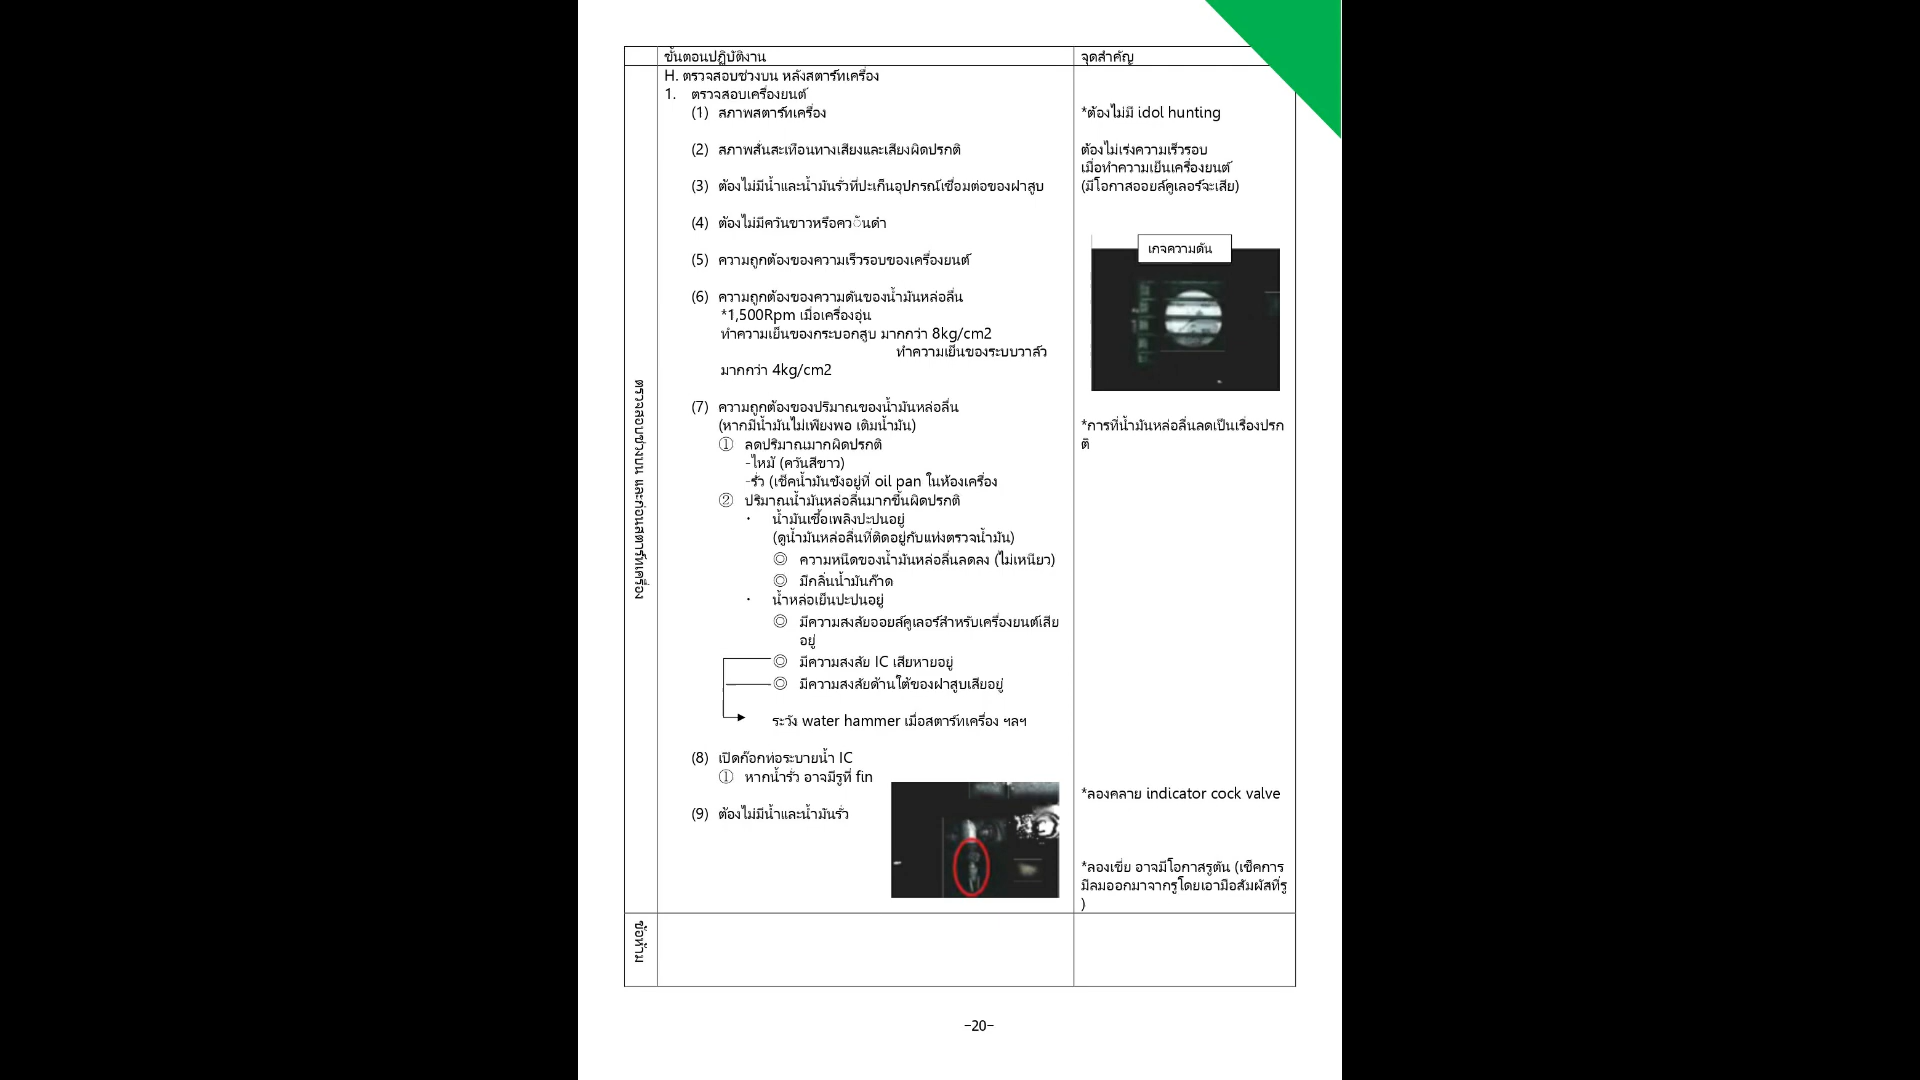 ขั้นตอนปฏิบัติงาน
จุดสำคัญ
H. ตรวจสอบช่วงบน หลังสตาร์ทเครื่อง
1. ตรวจสอบเครื่องยนต์
(1) สภาพสตาร์ทเครื่อง
*ต้องไม่มี idol hunting
(2) สภาพสั่นสะเทือนทางเสียงและเสียงผิดปรกติ
ต้องไม่เร่งความเร็วรอบ
เมื่อทำความเย็นเครื่องยนต์
(3) ต้องไม่มีน้ำและน้ำมันรั่วที่ปะเก็นอุปกรณ์เชื่อมต่อของฝาสูบ
(มีโอกาสออยล์คูเลอร์จะเสีย)
(4) ต้องไม่มีควันขาวหรือคว ันดำ
เกจความดัน
(5) ความถูกต้องของความเร็วรอบของเครื่องยนต์
(6) ความถูกต้องของความดันของน้ำมันหล่อลื่น
*1,500Rpm เมื่อเครื่องอุ่น
ทำความเย็นของกระบอกสูบ มากกว่า 8kg/cm2
ทำความเย็นของระบบวาล์ว
มากกว่า 4kg/cm2
(7) ความถูกต้องของปริมาณของน้ำมันหล่อลื่น
(หากมีน้ำมันไม่เพียงพอ เติมน้ำมัน)
*การที่น้ำมันหล่อลื่นลดเป็นเรื่องปรก
ติ
① ลดปริมาณมากผิดปรกติ
-ไหม้ (ควันสีขาว)
-รั่ว (เช็คน้ำมันขังอยู่ที่ oil pan ในห้องเครื่อง
② ปริมาณน้ำมันหล่อลื่นมากขึ้นผิดปรกติ
・ น้ำมันเชื้อเพลิงปะปนอยู่
(ดูน้ำมันหล่อลื่นที่ติดอยู่กับแท่งตรวจน้ำมัน)
◎ ความหนืดของน้ำมันหล่อลื่นลดลง (ไม่เหนียว)
◎ มีกลิ่นน้ำมันก๊าด
・ น้ำหล่อเย็นปะปนอยู่
◎ มีความสงสัยออยล์คูเลอร์สำหรับเครื่องยนต์เสีย
อยู่
◎ มีความสงสัย IC เสียหายอยู่
◎ มีความสงสัยด้านใต้ของฝาสูบเสียอยู่
ระวัง water hammer เมื่อสตาร์ทเครื่อง ฯลฯ
(8) เปิดก๊อกท่อระบายน้ำ IC
① หากน้ำรั่ว อาจมีรูที่ fin
*ลองคลาย indicator cock valve
(9) ต้องไม่มีน้ำและน้ำมันรั่ว
*ลองเขี่ย อาจมีโอกาสรูตัน (เช็คการ
มีลมออกมาจากรูโดยเอามือสัมผัสที่รู
)
ตรวจสอบช่วงบน และก่อนสตาร์ทเครื่อง
ข้อห้าม
-20-